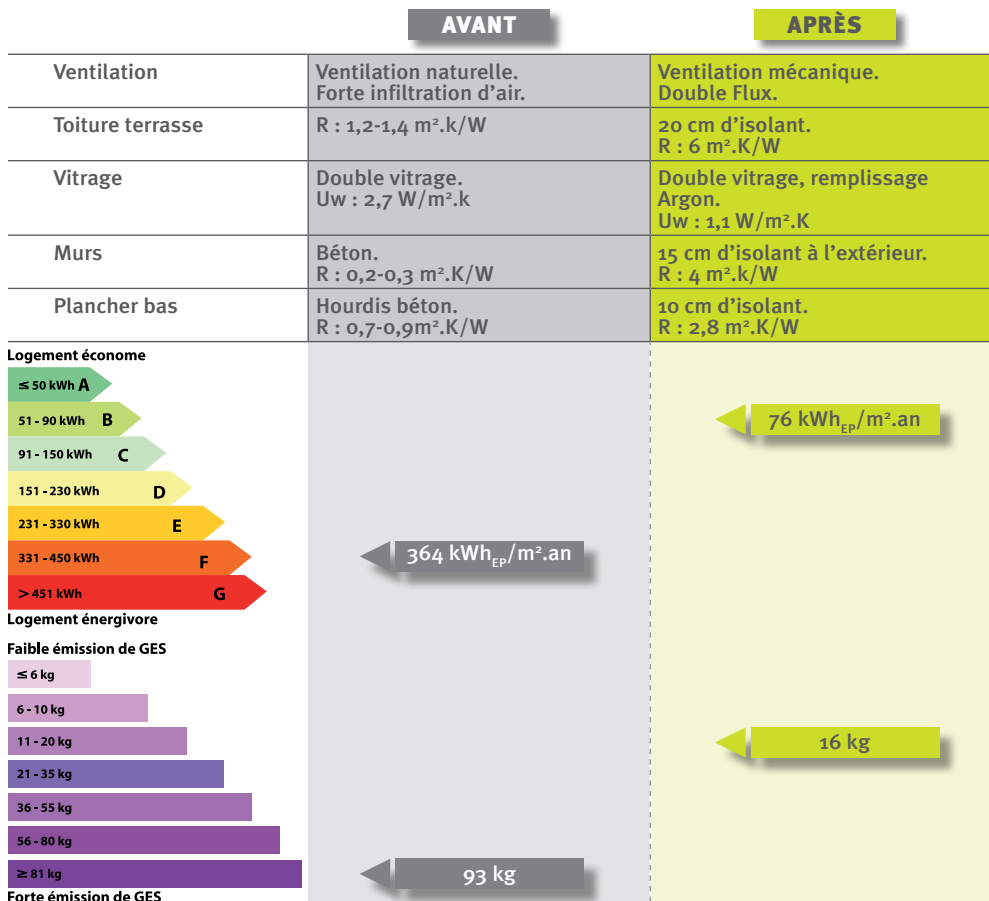 AVANT
APRÈS
Ventilation
Ventilation naturelle.
Forte infiltration d'air.
Ventilation mécanique.
Double Flux.
Toiture terrasse
R : 1,2-1,4 m².k/W
20 cm d'isolant.
R : 6 m².K/W
Vitrage
Double vitrage.
Uw : 2,7 W/m².k
Double vitrage, remplissage
Argon.
Uw : 1,1 W/m².K
Murs
Béton.
R : 0,2-0,3 m².K/W
15 cm d'isolant à l'extérieur.
R : 4 m².k/W
Plancher bas
Hourdis béton.
R : 0,7-0,9m².K/W
10 cm d'isolant.
R : 2,8 m².K/W
Logement économe
≤ 50 kWh A
51 - 90 kWh B
76 kWhEP/m².an
91 - 150 kWh C
151 - 230 kWh D
231 - 330 kWh E
331 - 450 kWh F
364 kWhEP/m².an
> 451 kWh G
Logement énergivore
Faible émission de GES
≤ 6 kg
6 - 10 kg
11 - 20 kg
16 kg
21 - 35 kg
36 - 55 kg
56 - 80 kg
≥ 81 kg
93 kg
Forte émission de GES